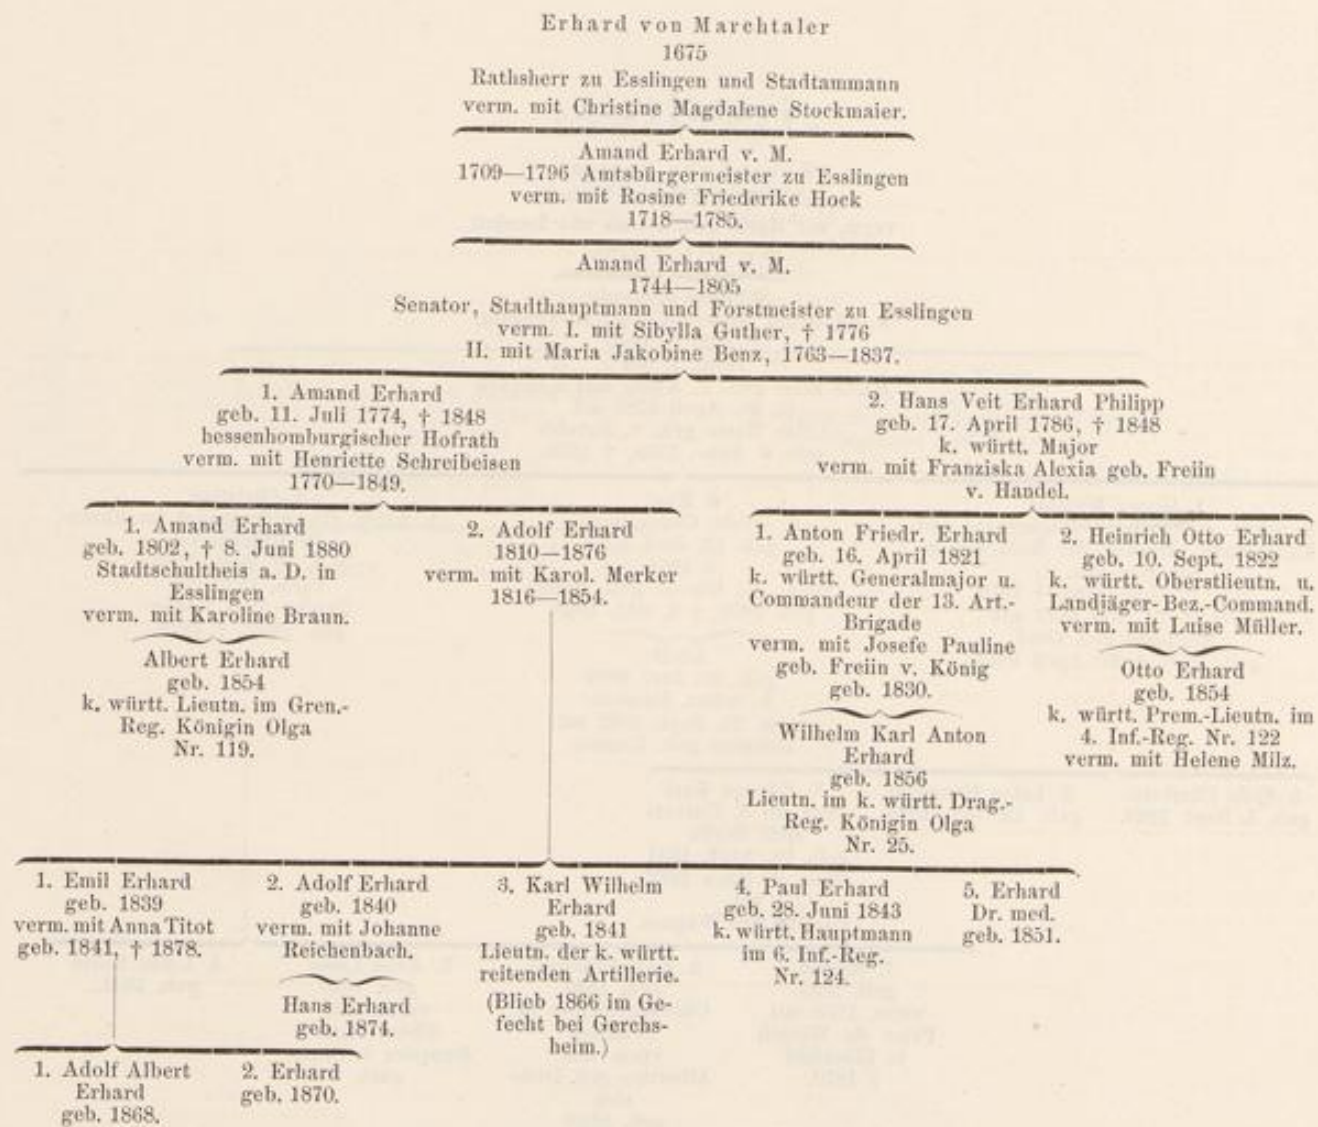 Erhard von Marchtaler
1675
Rathsherr zu Esslingen und Stadtammann
verm. mit Christine Magdalene Stockmaier.
Amand Erhard v. M.
1709—1796 Amtsbürgermeister zu Esslingen
verm. mit Rosine Friederike Hock
1718—1785.
Amand Erhard v. M.
1744—1805
Senator, Stadthauptmann und Forstmeister zu Esslingen
verm. I. mit Sibylla Guther, † 1776
II. mit Maria Jakobine Benz, 1763—1837.
1. Amand Erhard
geb. 11. Juli 1774, † 1848
hessenhomburgischer Hofrath
verm. mit Henriette Schreibeisen
1770—1849.
2. Hans Veit Erhard Philipp
geb. 17. April 1786, † 1848
k. württ. Major
verm. mit Franziska Alexia geb. Freiin
v. Handel.
1. Amand Erhard
geb. 1802, † 8. Juni 1880
Stadtschultheis a. D. in
Esslingen
verm. mit Karoline Braun.
2. Adolf Erhard
1810—1876
verm. mit Karol. Merker
1816—1854.
1. Anton Friedr. Erhard
geb. 16. April 1821
k. württ. Generalmajor u.
Commandeur der 13. Art.-
Brigade
verm. mit Josefe Pauline
geb. Freiin v. König
geb. 1830.
2. Heinrich Otto Erhard
geb. 10. Sept. 1822
k. württ. Oberstlieutn. u.
Landjäger-Bez.-Command.
verm. mit Luise Müller.
Albert Erhard
geb. 1854
k. württ. Lieutn. im Gren.-
Reg. Königin Olga
Nr. 119.
Wilhelm Karl Anton
Erhard
geb. 1856
Lieutn. im k. württ. Drag.-
Reg. Königin Olga
Nr. 25.
Otto Erhard
geb. 1854
k. württ. Prem.-Lieutn. im
4. Inf.-Reg. Nr. 122
verm. mit Helene Milz.
1. Emil Erhard
geb. 1839
verm. mit Anna Titot
geb. 1841, † 1878.
2. Adolf Erhard
geb. 1840
verm. mit Johanne
Reichenbach.
3. Karl Wilhelm
Erhard
geb. 1841
Lieutn. der k. württ.
reitenden Artillerie.
(Blieb 1866 im Ge-
fecht bei Gerchs-
heim.)
4. Paul Erhard
geb. 28. Juni 1843
k. württ. Hauptmann
im 6. Inf.-Reg.
Nr. 124.
5. Erhard
Dr. med.
geb. 1851.
Hans Erhard
geb. 1874.
1. Adolf Albert
Erhard
geb. 1868.
2. Erhard
geb. 1870.